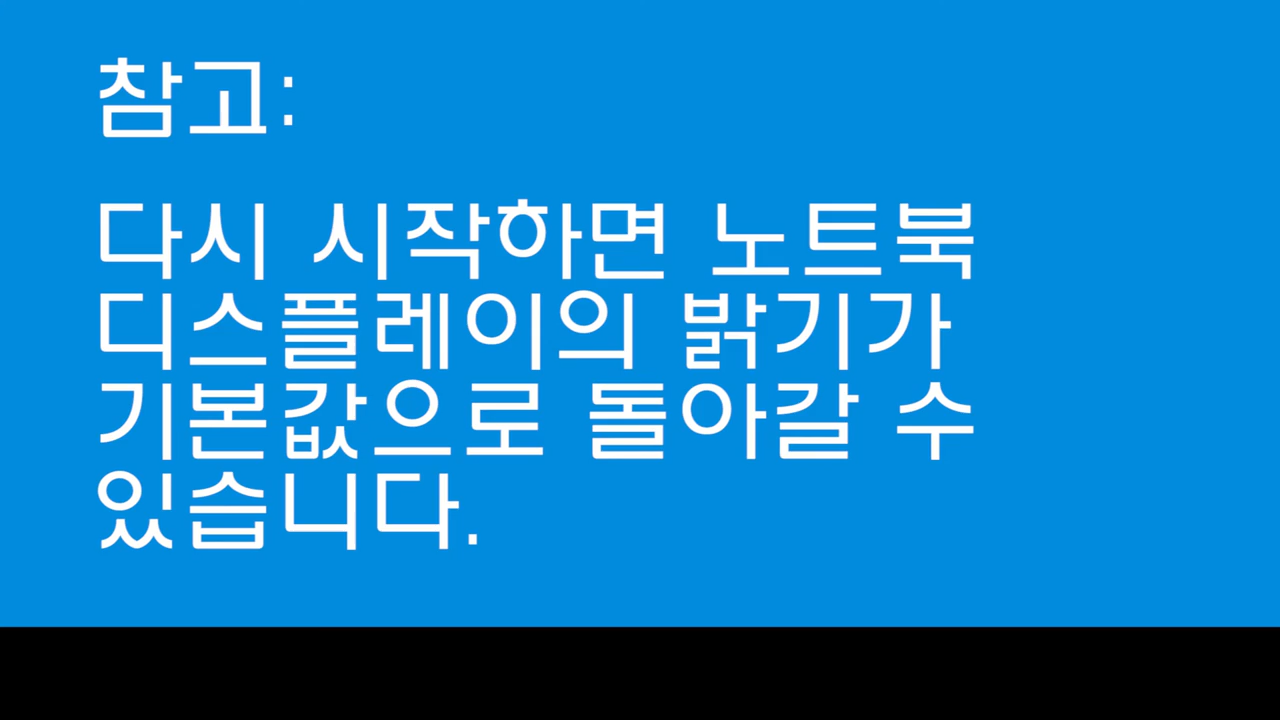 참고:
다시 시작하면 노트북
디스플레이의 밝기가
기본값으로 돌아갈 수
있습니다.